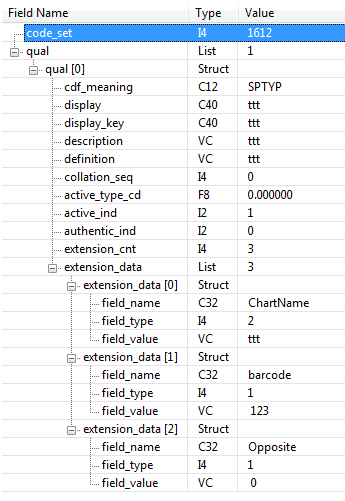 Field Name Type Value
code_set I4 1612
qual List 1
qual [0] Struct
cdf_meaning C12 SPTYP
display C40 ttt
display_key C40 ttt
description VC ttt
definition VC ttt
collation_seq I4 0
active_type_cd F8 0.000000
active_ind I2 1
authentic_ind I2 0
extension_cnt I4 3
extension_data List 3
extension_data [0] Struct
field_name C32 ChartName
field_type I4 2
field_value VC ttt
extension_data [1] Struct
field_name C32 barcode
field_type I4 1
field_value VC 123
extension_data [2] Struct
field_name C32 Opposite
field_type I4 1
field_value VC 0